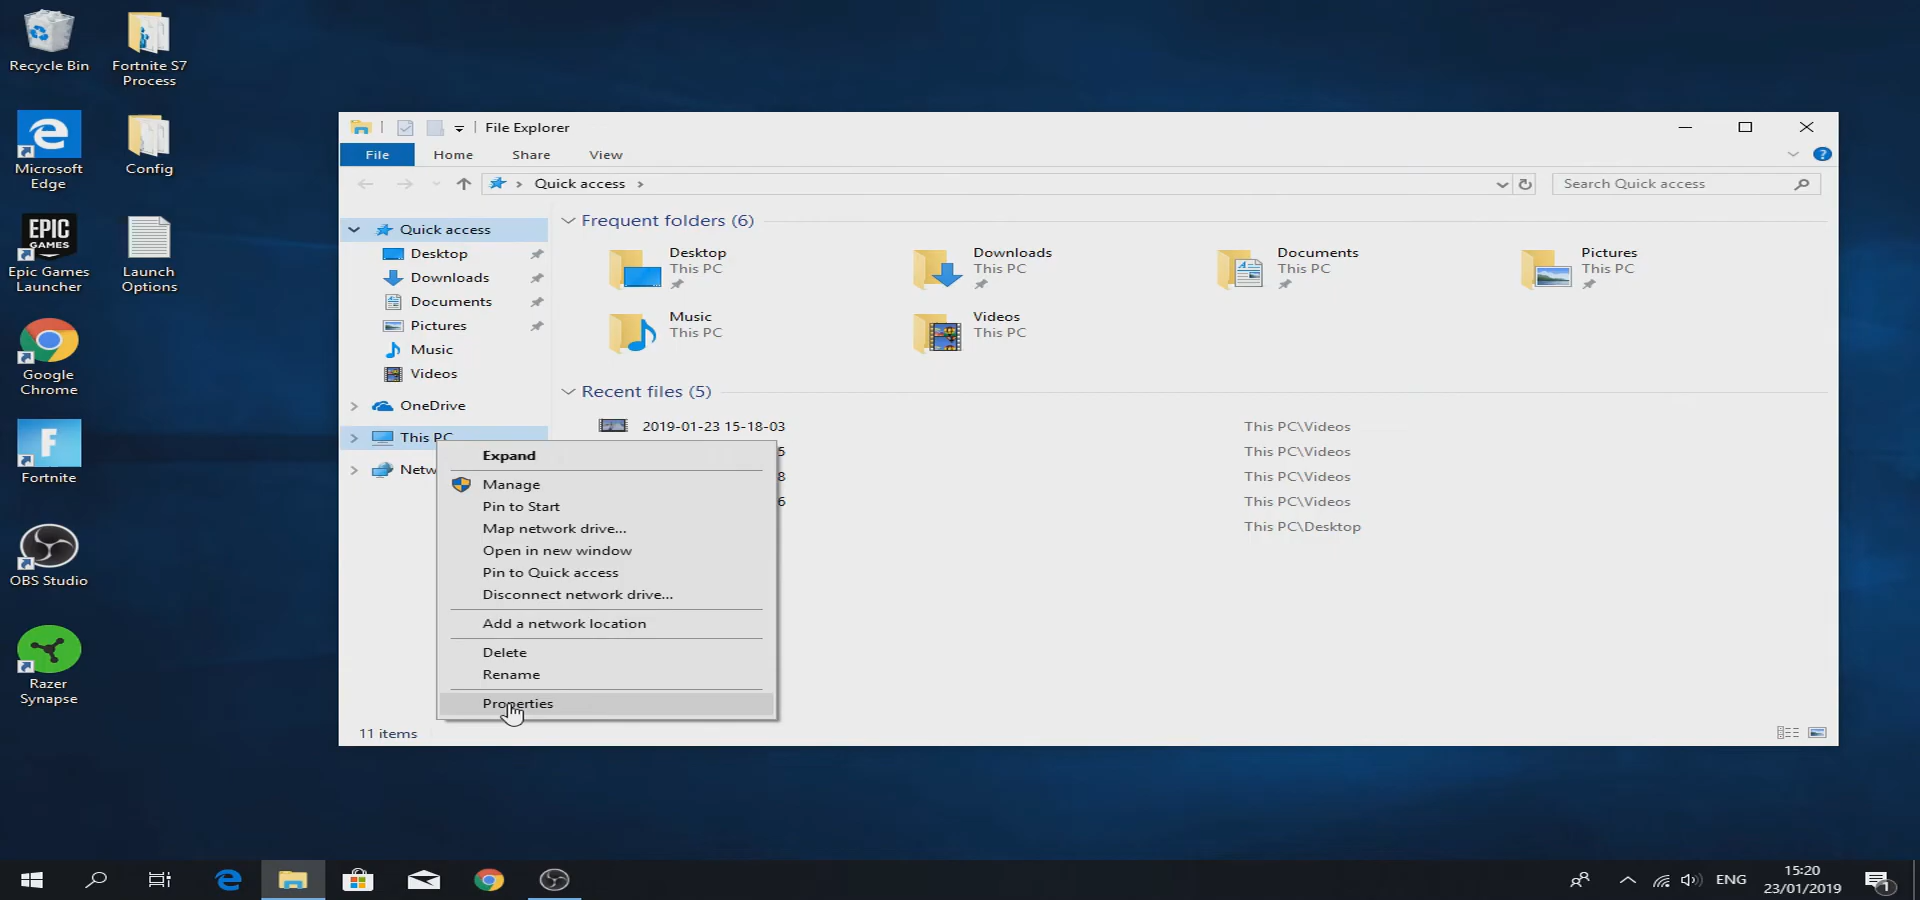 Recycle Bin
Fortnite S7
Process
Microsoft
Edge
Config
EPIC
GAMES
Epic Games
Launcher
Launch
Options
Google
Chrome
F
Fortnite
OBS Studio
Razer
Synapse
File Explorer
File
Home
Share
View
?
Quick access
Search Quick access
Quick access
Desktop
Downloads
Documents
Pictures
Music
Videos
OneDrive
This PC
Netw
Frequent folders (6)
Desktop
This PC
Downloads
This PC
Documents
This PC
Pictures
This PC
Music
This PC
Videos
This PC
Recent files (5)
2019-01-23 15-18-03
This PC\Videos
5
This PC\Videos
8
This PC\Videos
6
This PC\Videos
This PC\Desktop
Expand
Manage
Pin to Start
Map network drive...
Open in new window
Pin to Quick access
Disconnect network drive...
Add a network location
Delete
Rename
Properties
11 items
ENG
15:20
23/01/2019
1